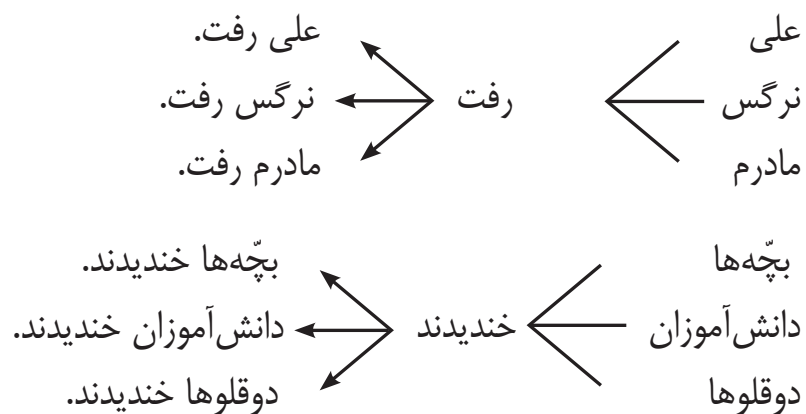 علی علی رفت.
نرگس رفت نرگس رفت.
مادرم مادرم رفت.
بچّه‌ها بچّه‌ها خندیدند.
دانش‌آموزان خندیدند دانش‌آموزان خندیدند.
دوقلوها دوقلوها خندیدند.